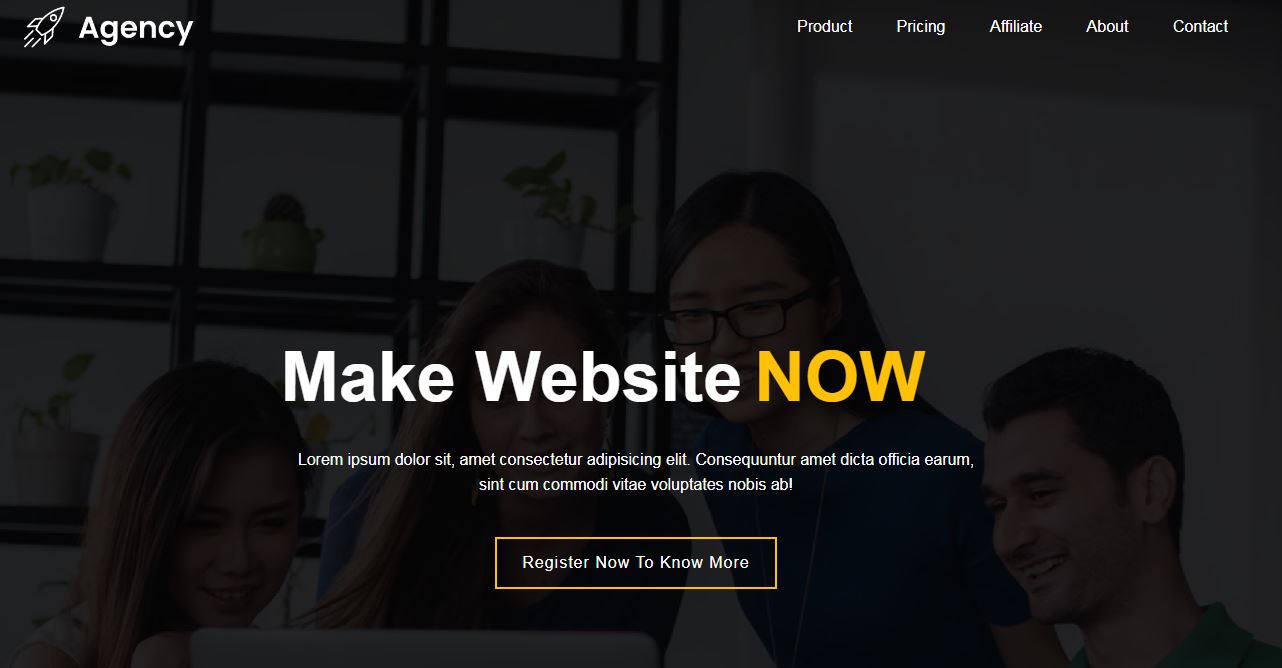 Agency
Product Pricing Affiliate About Contact
Make Website NOW
Lorem ipsum dolor sit, amet consectetur adipisicing elit. Consequuntur amet dicta officia earum,
sint cum commodi vitae voluptates nobis ab!
Register Now To Know More